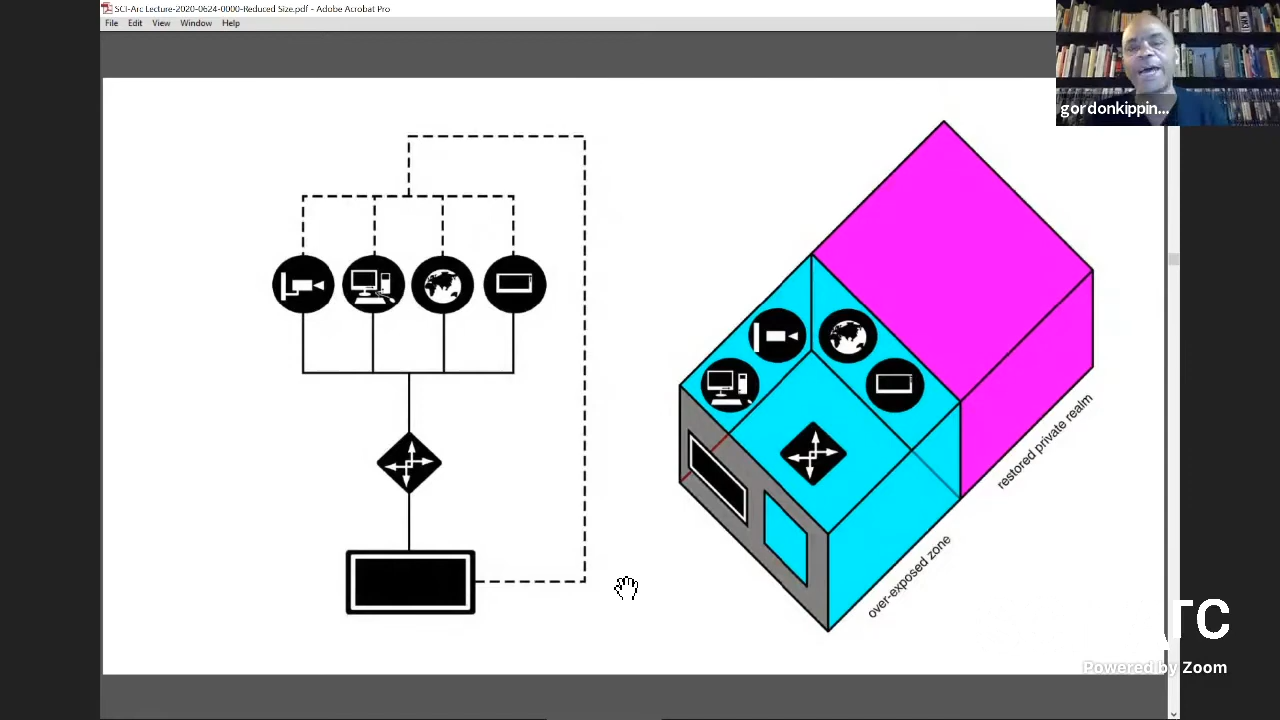 SCI-Arc Lecture-2020-0624-0000-Reduced Size.pdf - Adobe Acrobat Pro
File Edit View Window Help
gordonkippin...
restored private realm
over-exposed zone
Powered by Zoom